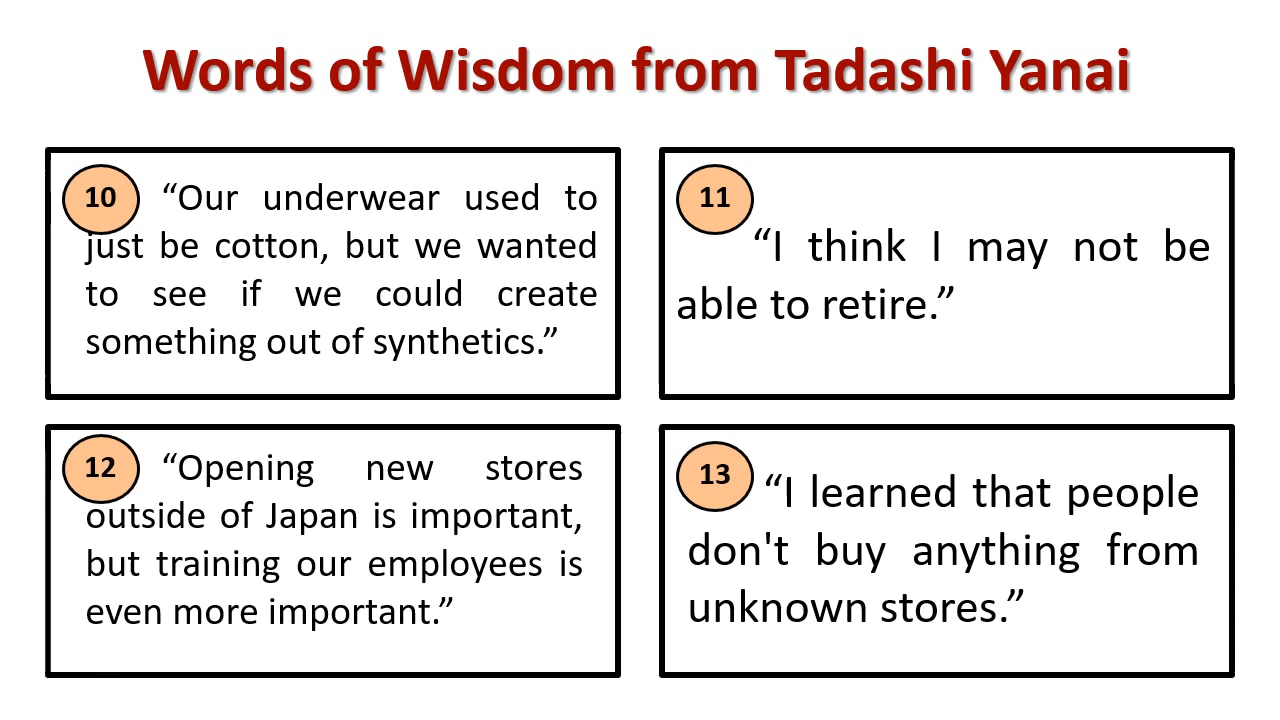 Words of Wisdom from Tadashi Yanai
10
“Our underwear used to
just be cotton, but we wanted
to see if we could create
something out of synthetics.”
11
“I think I may not be
able to retire.”
12
“Opening new stores
outside of Japan is important,
but training our employees is
even more important.”
13
“I learned that people
don't buy anything from
unknown stores.”